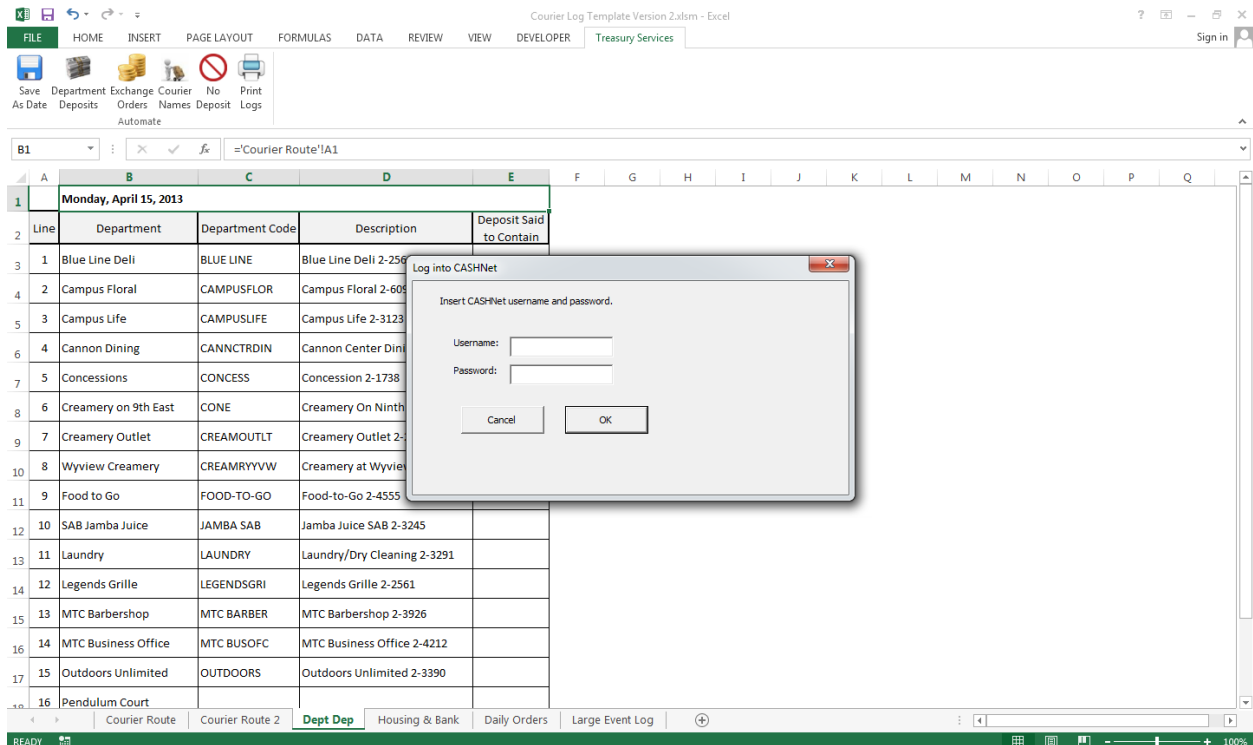 Courier Log Template Version 2.xlsm - Excel
FILE HOME INSERT PAGE LAYOUT FORMULAS DATA REVIEW VIEW DEVELOPER Treasury Services Sign in
Save As Date
Department Deposits
Exchange Orders
Courier Names
No Deposit
Print Logs
Automate
B1 fx ='Courier Route'!A1
A B C D E F G H I J K L M N O P Q
1 Monday, April 15, 2013
2 Line Department Department Code Description Deposit Said to Contain
3 1 Blue Line Deli BLUE LINE Blue Line Deli 2-256
4 2 Campus Floral CAMPUSFLOR Campus Floral 2-609
5 3 Campus Life CAMPUSLIFE Campus Life 2-3123
6 4 Cannon Dining CANNCTRDIN Cannon Center Dini
7 5 Concessions CONCESS Concession 2-1738
8 6 Creamery on 9th East CONE Creamery On Ninth
9 7 Creamery Outlet CREAMOUTLT Creamery Outlet 2-
10 8 Wyview Creamery CREAMRYYVW Creamery at Wyvie
11 9 Food to Go FOOD-TO-GO Food-to-Go 2-4555
12 10 SAB Jamba Juice JAMBA SAB Jamba Juice SAB 2-3245
13 11 Laundry LAUNDRY Laundry/Dry Cleaning 2-3291
14 12 Legends Grille LEGENDSGRI Legends Grille 2-2561
15 13 MTC Barbershop MTC BARBER MTC Barbershop 2-3926
16 14 MTC Business Office MTC BUSOFC MTC Business Office 2-4212
17 15 Outdoors Unlimited OUTDOORS Outdoors Unlimited 2-3390
16 Pendulum Court
Log into CASHNet
Insert CASHNet username and password.
Username:
Password:
Cancel OK
Courier Route Courier Route 2 Dept Dep Housing & Bank Daily Orders Large Event Log
READY 100%